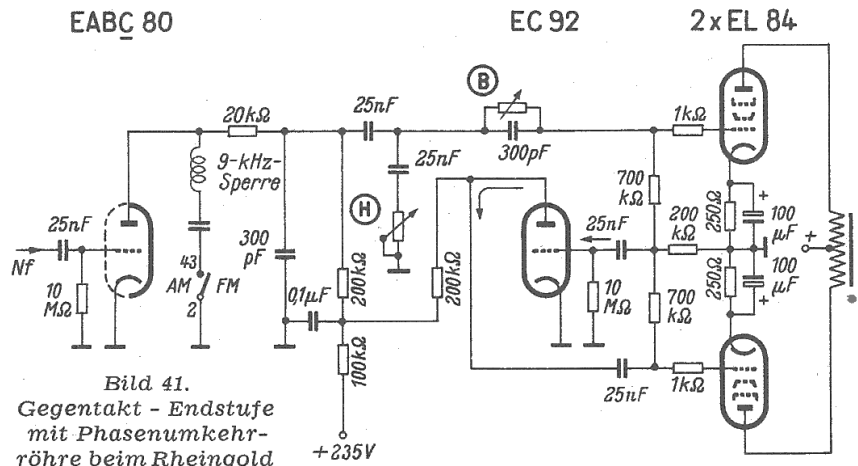 EABC 80
EC 92
2 x EL 84
20kΩ
25nF
B
300pF
1kΩ
9-kHz-
Sperre
25nF
H
25nF
Nf
10
MΩ
43
AM
FM
2
300
pF
0,1µF
200kΩ
100kΩ
200kΩ
+235V
25nF
10
MΩ
700
kΩ
200
kΩ
700
kΩ
250Ω
+
100
µF
250Ω
100
µF
+
+
25nF
1kΩ
Bild 41.
Gegentakt - Endstufe
mit Phasenumkehr-
röhre beim Rheingold